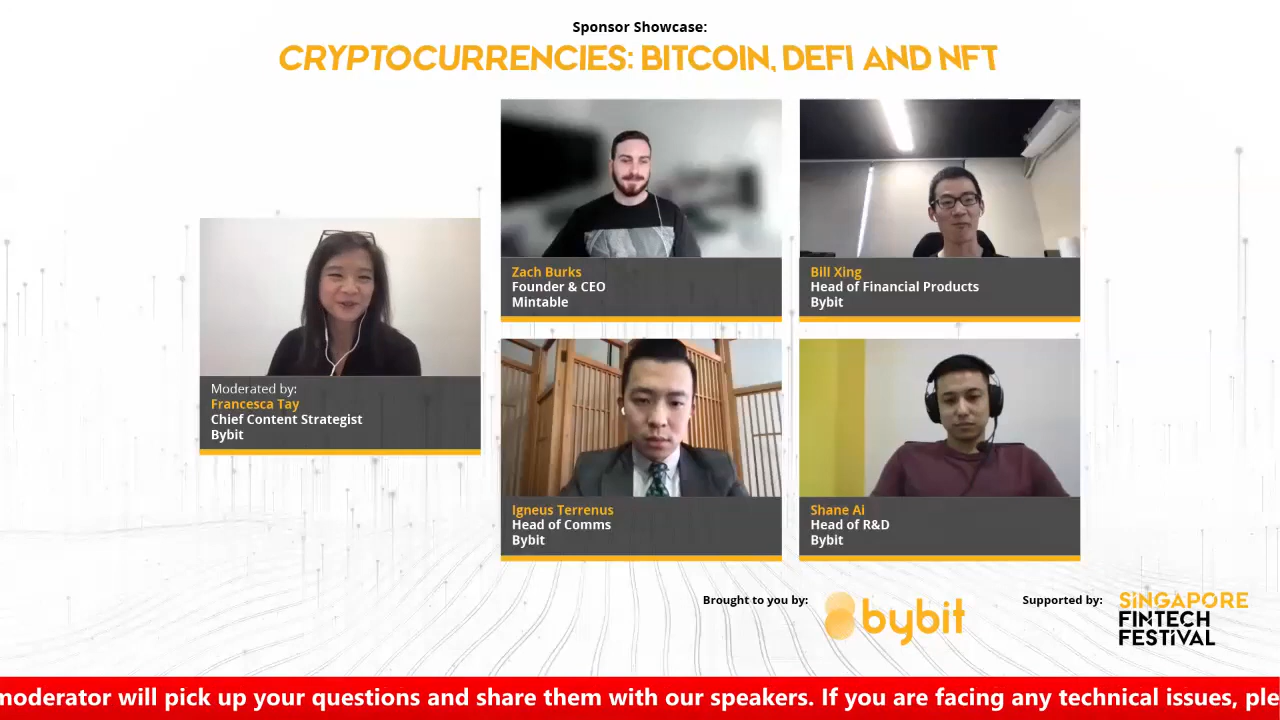 Sponsor Showcase:
CRYPTOCURRENCIES: BITCOIN, DEFI AND NFT
Moderated by:
Francesca Tay
Chief Content Strategist
Bybit
Zach Burks
Founder & CEO
Mintable
Bill Xing
Head of Financial Products
Bybit
Igneus Terrenus
Head of Comms
Bybit
Shane Ai
Head of R&D
Bybit
Brought to you by:
bybit
Supported by:
SINGAPORE
FINTECH
FESTIVAL
moderator will pick up your questions and share them with our speakers. If you are facing any technical issues, ple